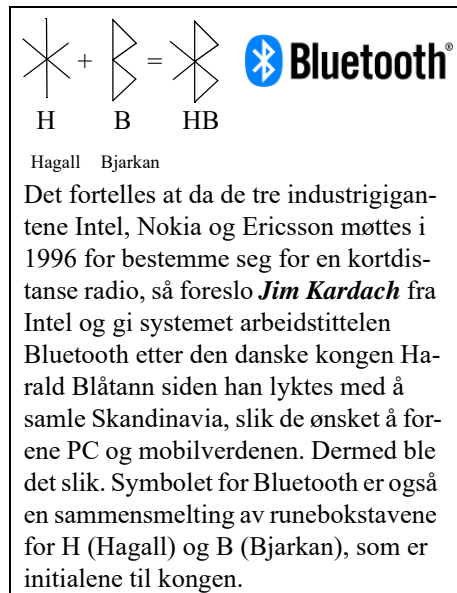 + = Bluetooth®
H B HB
Hagall Bjarkan
Det fortelles at da de tre industrigigan-
tene Intel, Nokia og Ericsson møttes i
1996 for bestemme seg for en kortdis-
tanse radio, så foreslo Jim Kardach fra
Intel og gi systemet arbeidstittelen
Bluetooth etter den danske kongen Ha-
rald Blåtann siden han lyktes med å
samle Skandinavia, slik de ønsket å for-
ene PC og mobilverdenen. Dermed ble
det slik. Symbolet for Bluetooth er også
en sammensmelting av runebokstavene
for H (Hagall) og B (Bjarkan), som er
initialene til kongen.